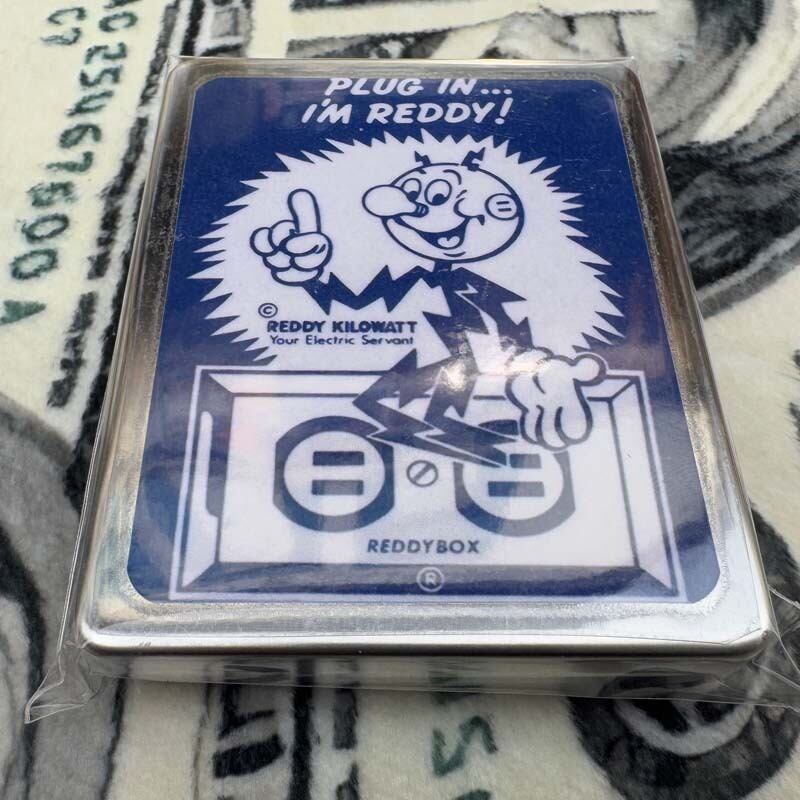 PLUG IN...
I'M REDDY!
©
REDDY KILOWATT
Your Electric Servant
REDDYBOX
®